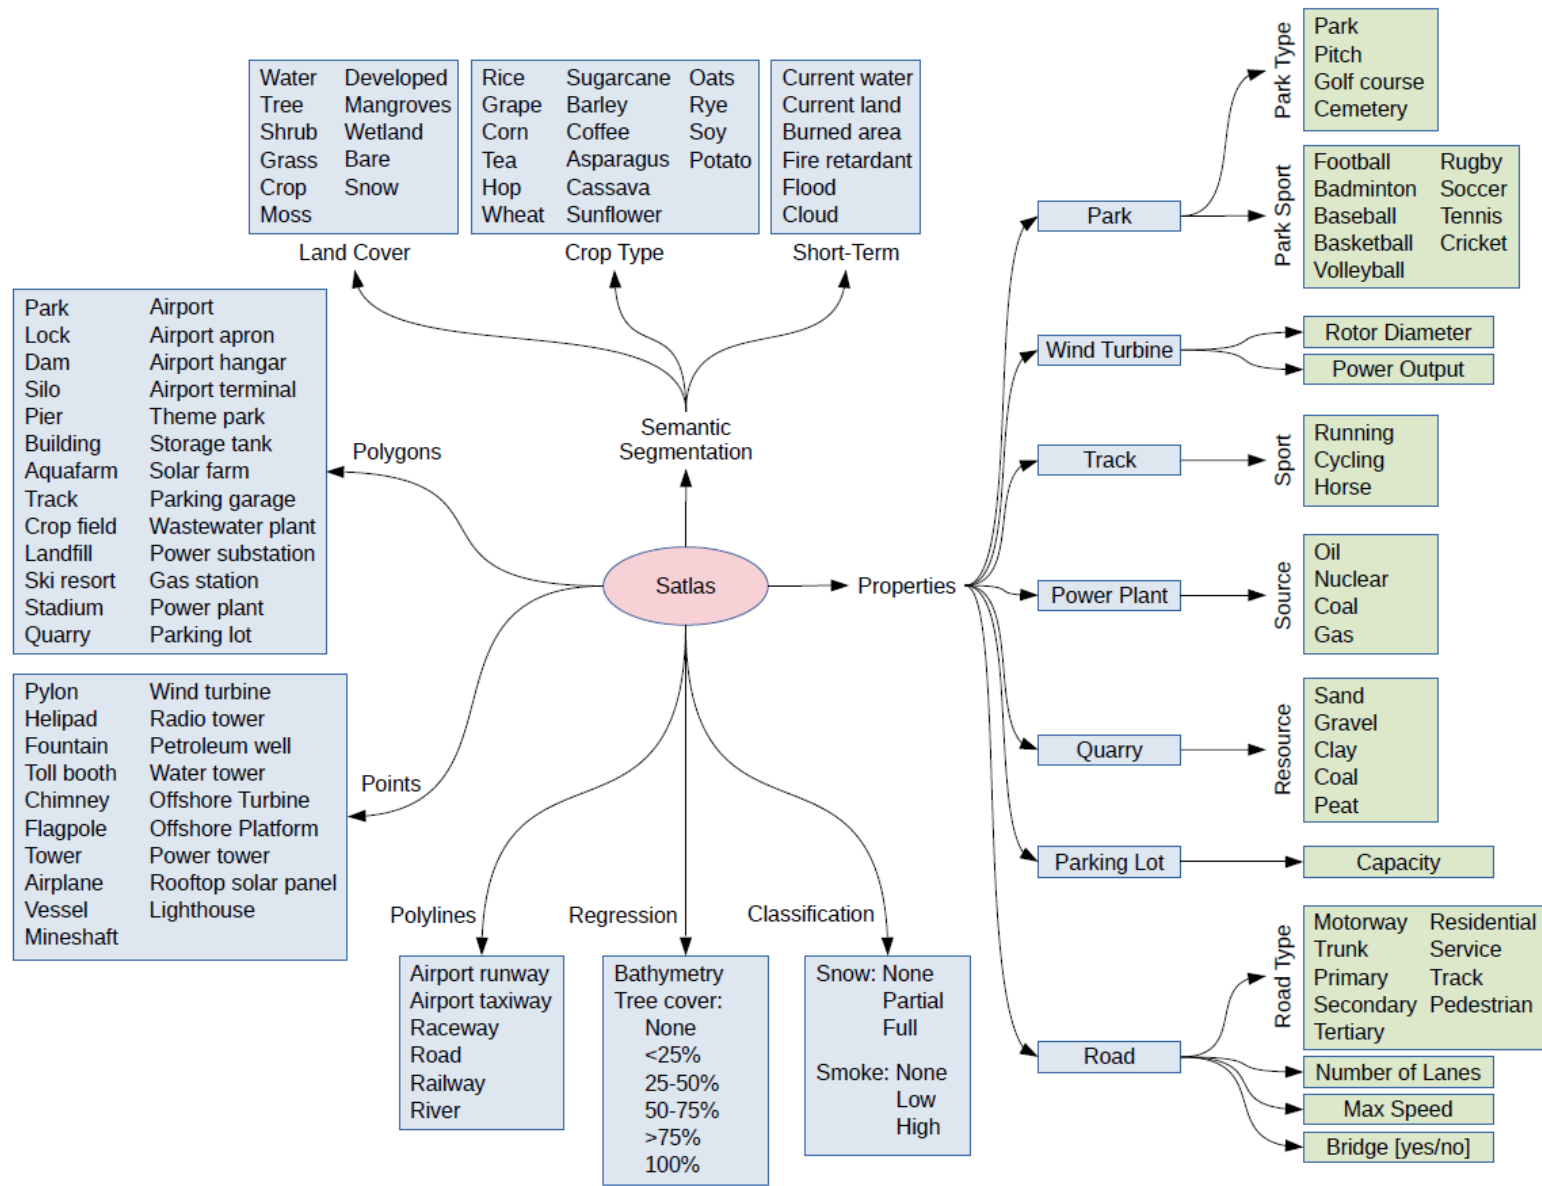 Water Developed
Tree Mangroves
Shrub Wetland
Grass Bare
Crop Snow
Moss
Land Cover
Rice Sugarcane Oats
Grape Barley Rye
Corn Coffee Soy
Tea Asparagus Potato
Hop Cassava
Wheat Sunflower
Crop Type
Current water
Current land
Burned area
Fire retardant
Flood
Cloud
Short-Term
Semantic
Segmentation
Park Airport
Lock Airport apron
Dam Airport hangar
Silo Airport terminal
Pier Theme park
Building Storage tank
Aquafarm Solar farm
Track Parking garage
Crop field Wastewater plant
Landfill Power substation
Ski resort Gas station
Stadium Power plant
Quarry Parking lot
Polygons
Satlas
Pylon Wind turbine
Helipad Radio tower
Fountain Petroleum well
Toll booth Water tower
Chimney Offshore Turbine
Flagpole Offshore Platform
Tower Power tower
Airplane Rooftop solar panel
Vessel Lighthouse
Mineshaft
Points
Polylines
Airport runway
Airport taxiway
Raceway
Road
Railway
River
Regression
Bathymetry
Tree cover:
None
<25%
25-50%
50-75%
>75%
100%
Classification
Snow: None
Partial
Full
Smoke: None
Low
High
Properties
Park
Park Type
Park
Pitch
Golf course
Cemetery
Park Sport
Football Rugby
Badminton Soccer
Baseball Tennis
Basketball Cricket
Volleyball
Wind Turbine
Rotor Diameter
Power Output
Track
Sport
Running
Cycling
Horse
Power Plant
Source
Oil
Nuclear
Coal
Gas
Quarry
Resource
Sand
Gravel
Clay
Coal
Peat
Parking Lot
Capacity
Road
Road Type
Motorway Residential
Trunk Service
Primary Track
Secondary Pedestrian
Tertiary
Number of Lanes
Max Speed
Bridge [yes/no]